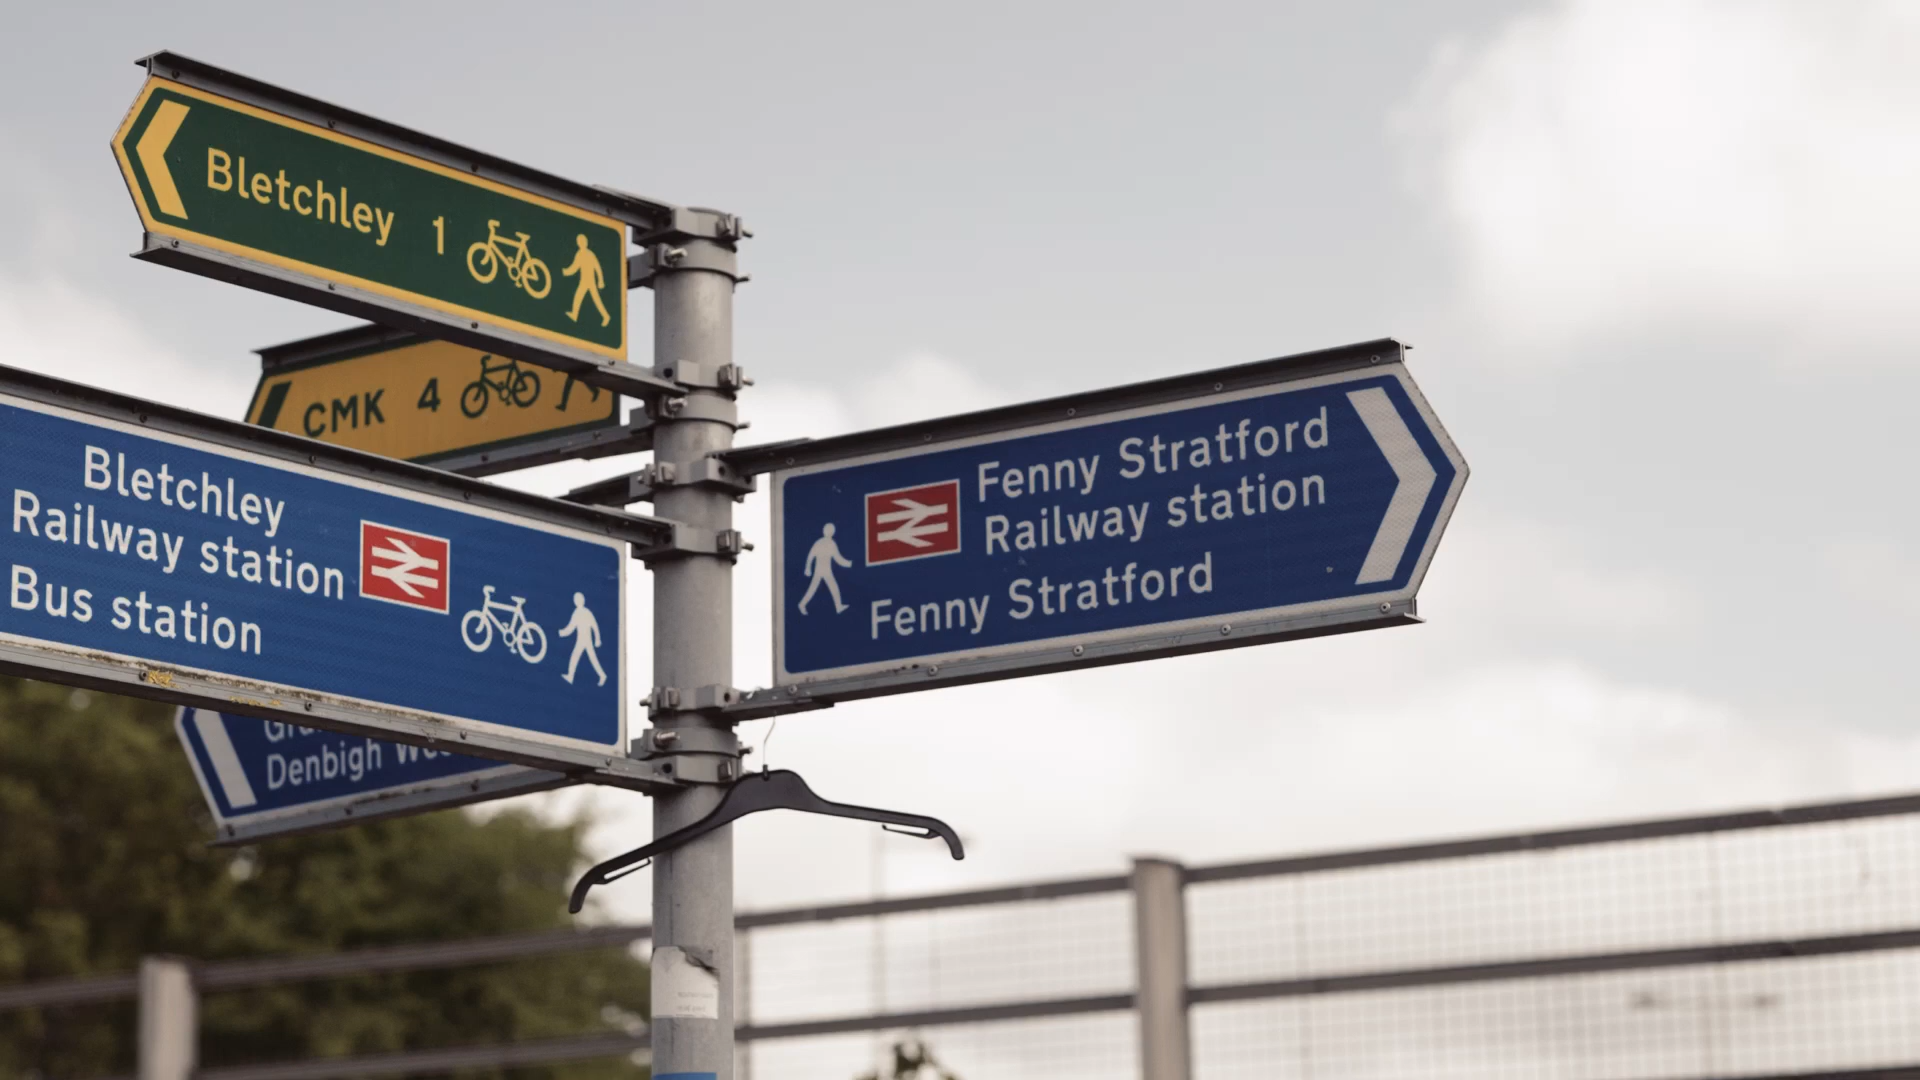 Bletchley 1
CMK 4
Bletchley
Railway station
Bus station
Denbigh
Fenny Stratford
Railway station
Fenny Stratford